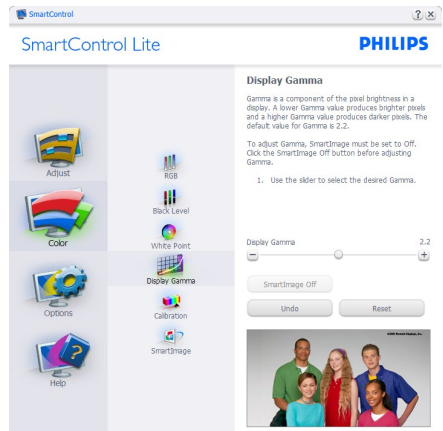 SmartControl
SmartControl Lite
PHILIPS
Adjust
Color
Options
Help
RGB
Black Level
White Point
Display Gamma
Calibration
SmartImage
Display Gamma
Gamma is a component of the pixel brightness in a
display. A lower Gamma value produces brighter pixels
and a higher Gamma value produces darker pixels. The
default value for Gamma is 2.2.
To adjust Gamma, SmartImage must be set to Off.
Click the SmartImage Off button before adjusting
Gamma.
1. Use the slider to select the desired Gamma.
Display Gamma 2.2
SmartImage Off
Undo Reset